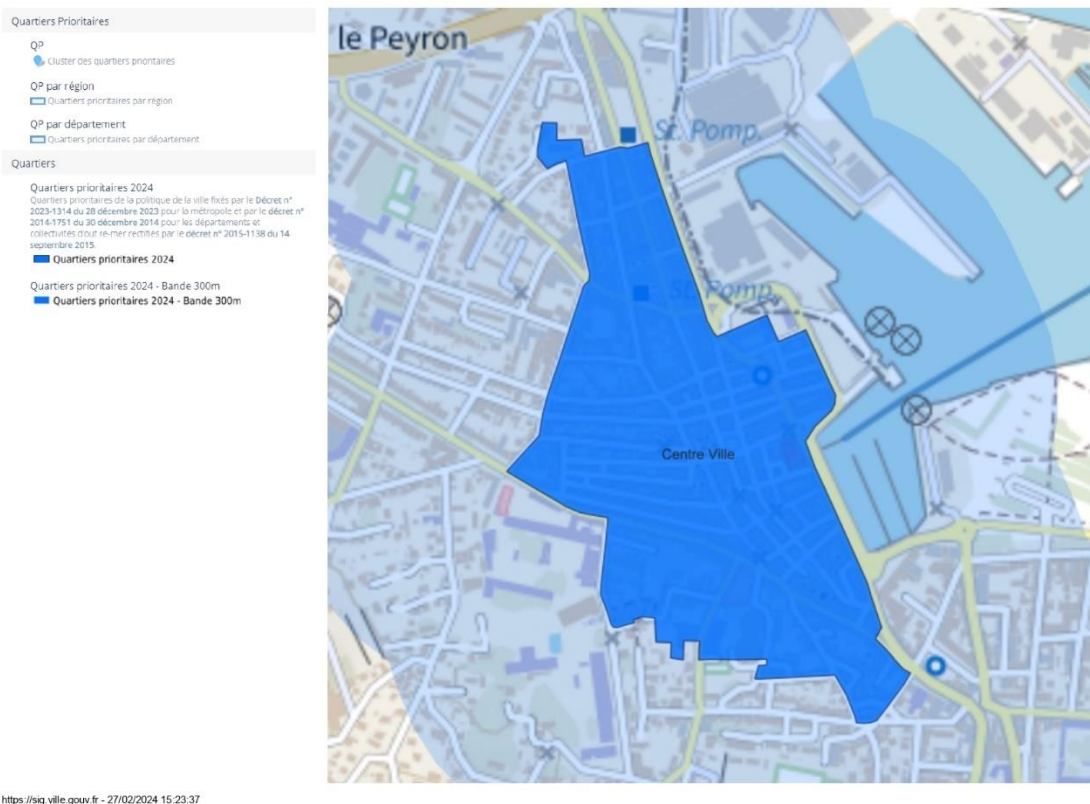 Quartiers Prioritaires
QP
Cluster des quartiers prioritaires
QP par région
Quartiers prioritaires par région
QP par département
Quartiers prioritaires par département
Quartiers
Quartiers prioritaires 2024
Quartiers prioritaires de la politique de la ville fixés par le Décret n°
2023-1314 du 28 décembre 2023 pour la métropole et par le décret n°
2014-1751 du 30 décembre 2014 pour les départements et
collectivités d'outre-mer rectifiés par le décret n° 2015-1138 du 14
septembre 2015.
Quartiers prioritaires 2024
Quartiers prioritaires 2024 - Bande 300m
Quartiers prioritaires 2024 - Bande 300m
le Peyron
St. Pomp.
St. Pomp.
Centre Ville
https://sig.ville.gouv.fr - 27/02/2024 15:23:37